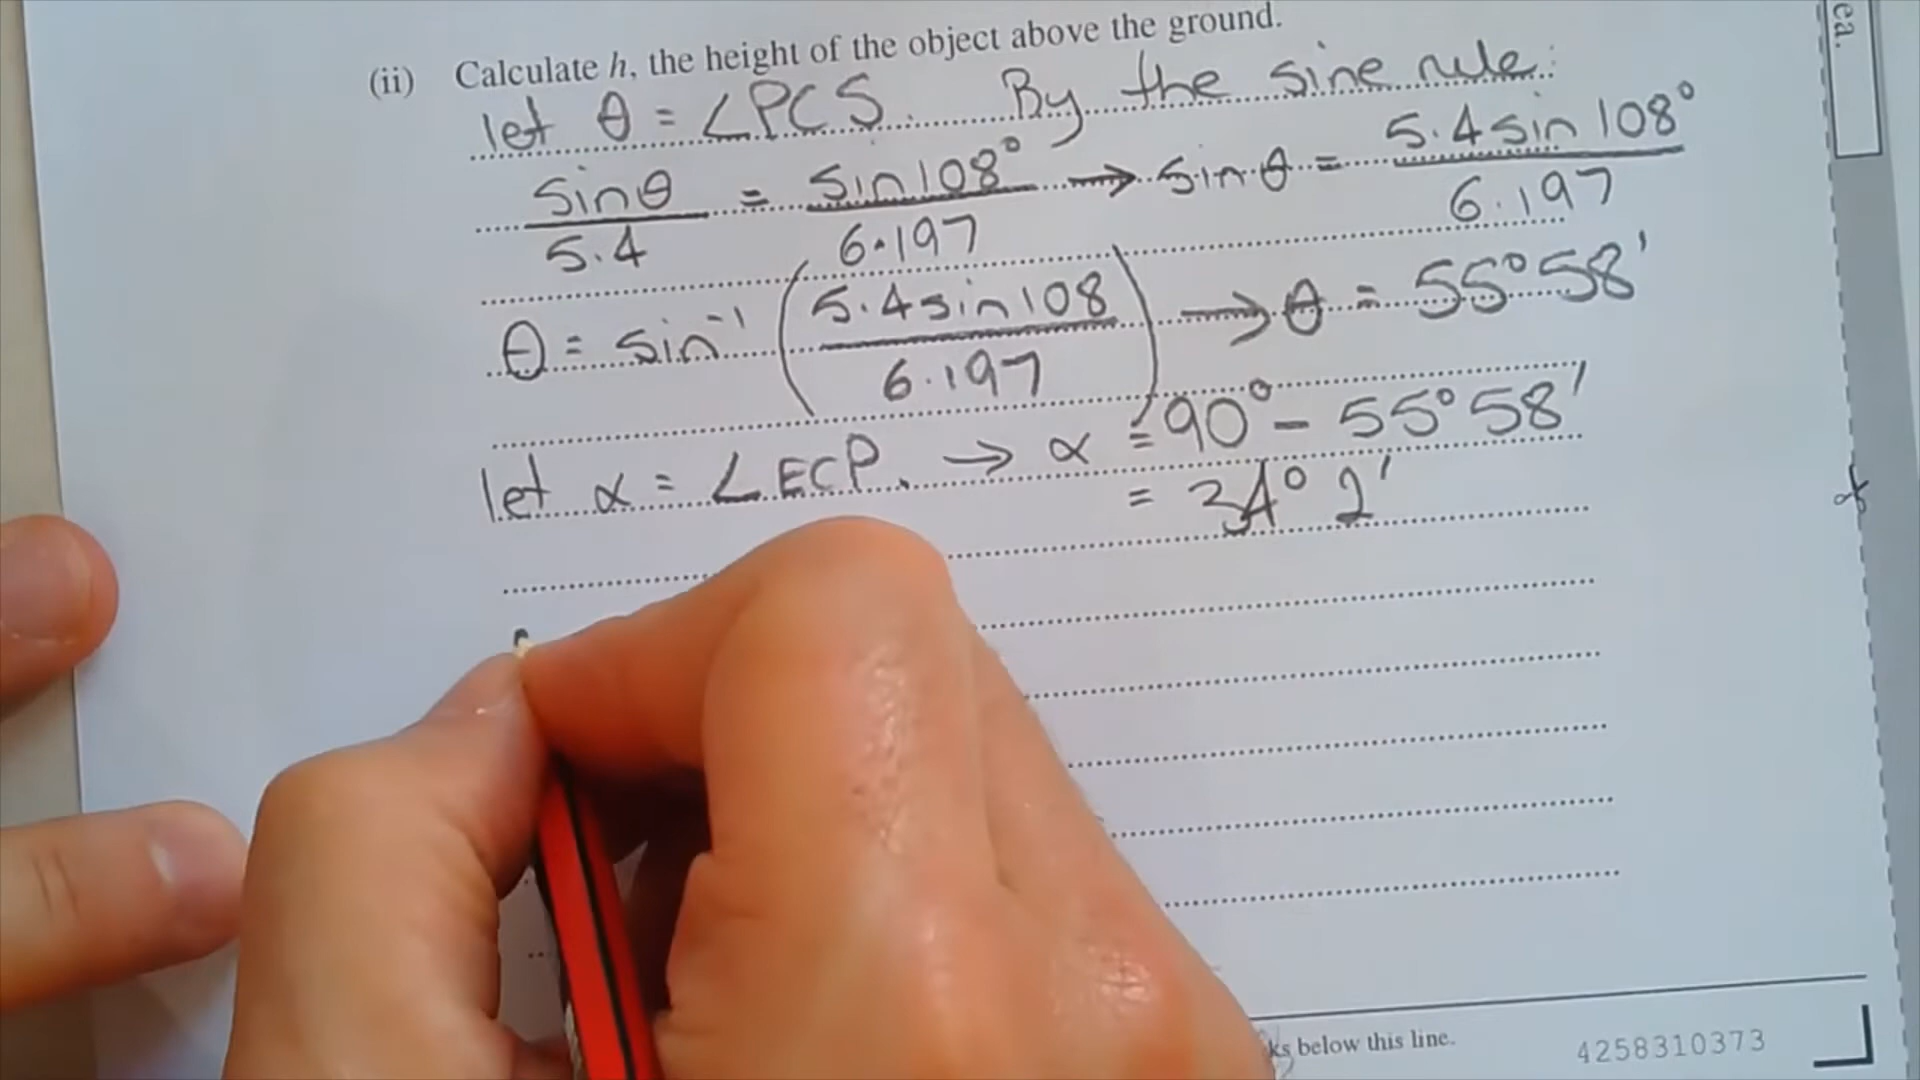 (ii) Calculate h, the height of the object above the ground.
let θ = ∠PCS. By the sine rule:
sinθ/5.4 = sin108°/6.197 → sinθ = 5.4sin108°/6.197
θ = sin⁻¹(5.4sin108/6.197) → θ = 55°58'
let α = ∠ECP. → α = 90° - 55°58'
= 34°2'
below this line.
4258310373